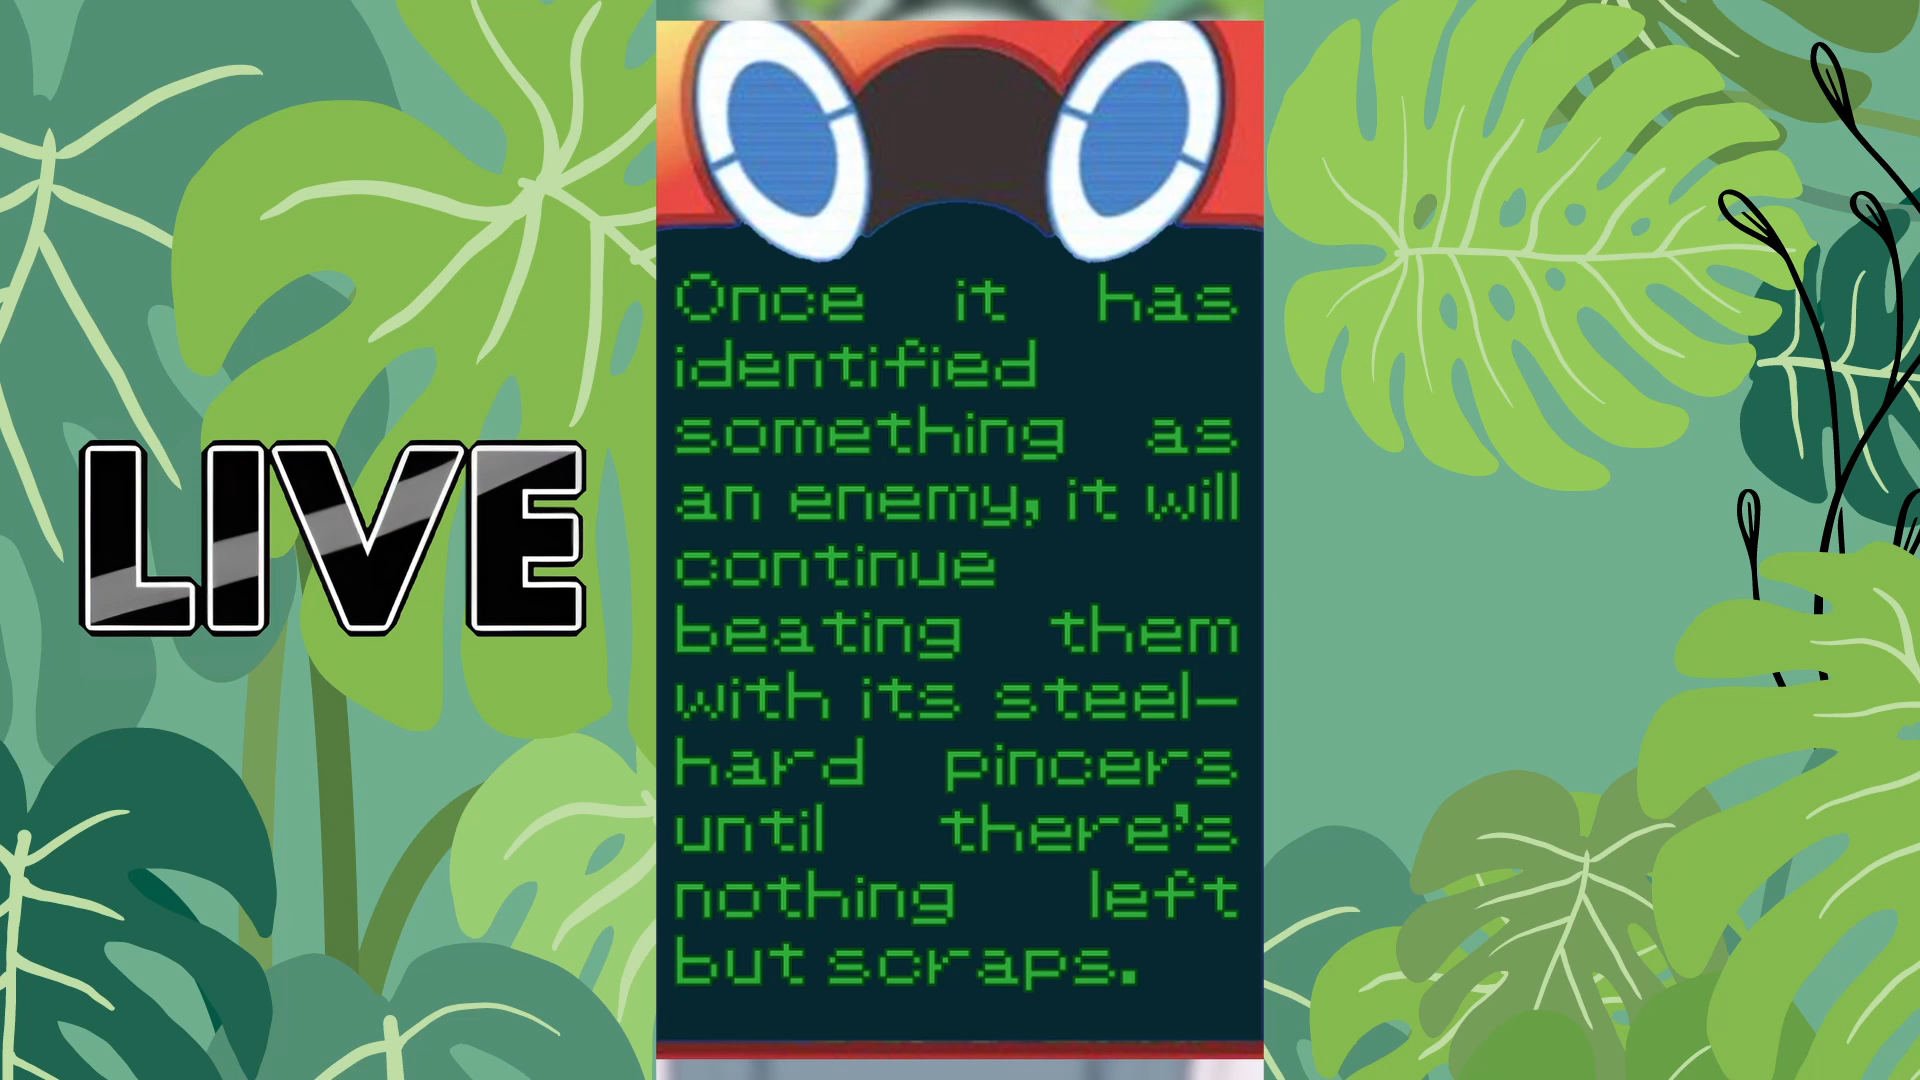 LIVE
Once it has
identified
something as
an enemy, it will
continue
beating them
with its steel-
hard pincers
until there's
nothing left
but scraps.